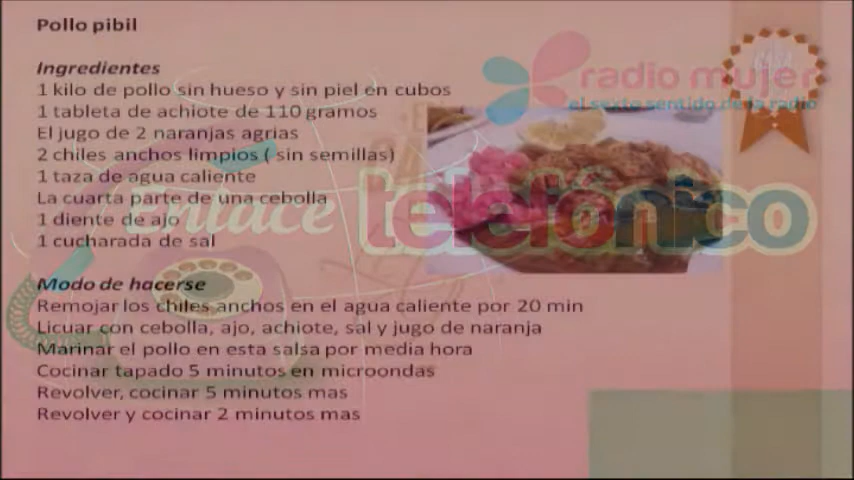 Pollo pibil
Ingredientes
1 kilo de pollo sin hueso y sin piel en cubos
1 tableta de achiote de 110 gramos
El jugo de 2 naranjas agrias
2 chiles anchos limpios ( sin semillas)
1 taza de agua caliente
La cuarta parte de una cebolla
1 diente de ajo
1 cucharada de sal
Modo de hacerse
Remojar los chiles anchos en el agua caliente por 20 min
Licuar con cebolla, ajo, achiote, sal y jugo de naranja
Marinar el pollo en esta salsa por media hora
Cocinar tapado 5 minutos en microondas
Revolver, cocinar 5 minutos mas
Revolver y cocinar 2 minutos mas
radio mujer
el sexto sentido de la radio
Enlace telefónico